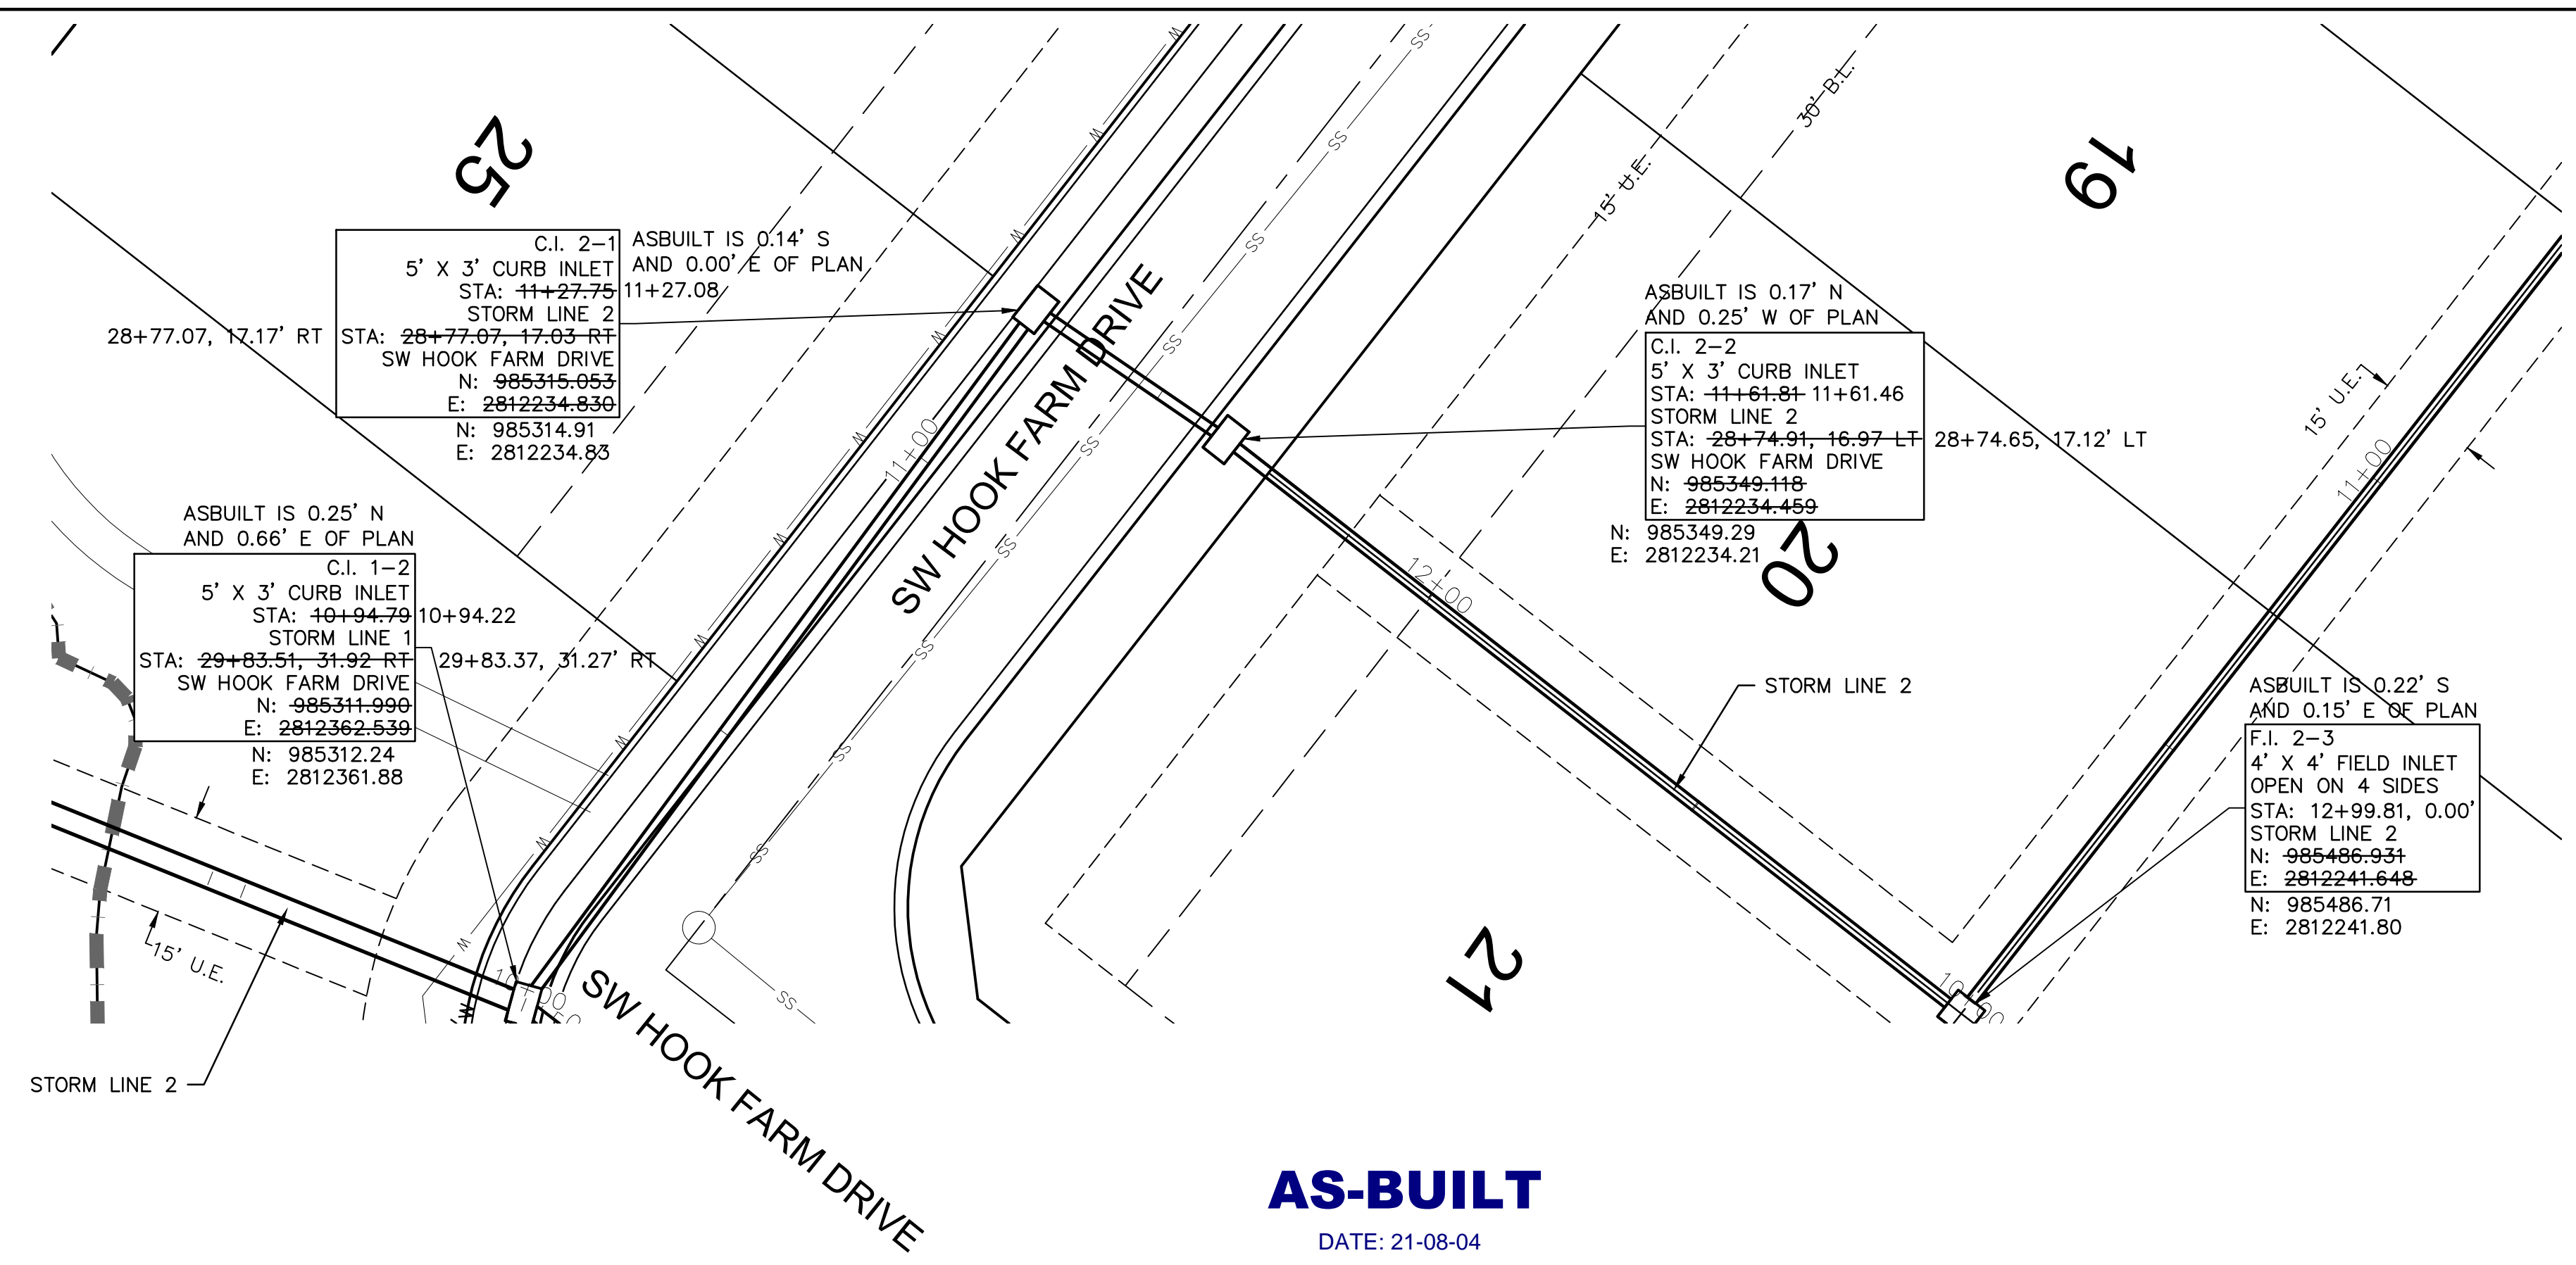 25
19
20
21
C.I. 2-1
5' X 3' CURB INLET
STA: 11+27.75 11+27.08
STORM LINE 2
28+77.07, 17.17' RT STA: 28+77.07, 17.03 RT
SW HOOK FARM DRIVE
N: 985315.053
E: 2812234.830
N: 985314.91
E: 2812234.83
ASBUILT IS 0.14' S
AND 0.00' E OF PLAN
ASBUILT IS 0.25' N
AND 0.66' E OF PLAN
C.I. 1-2
5' X 3' CURB INLET
STA: 10+94.79 10+94.22
STORM LINE 1
STA: 29+83.51, 31.92 RT 29+83.37, 31.27' RT
SW HOOK FARM DRIVE
N: 985311.990
E: 2812362.539
N: 985312.24
E: 2812361.88
ASBUILT IS 0.17' N
AND 0.25' W OF PLAN
C.I. 2-2
5' X 3' CURB INLET
STA: 11+61.81 11+61.46
STORM LINE 2
STA: 28+74.91, 16.97 LT 28+74.65, 17.12' LT
SW HOOK FARM DRIVE
N: 985349.118
E: 2812234.459
N: 985349.29
E: 2812234.21
ASBUILT IS 0.22' S
AND 0.15' E OF PLAN
F.I. 2-3
4' X 4' FIELD INLET
OPEN ON 4 SIDES
STA: 12+99.81, 0.00'
STORM LINE 2
N: 985486.931
E: 2812241.648
N: 985486.71
E: 2812241.80
W
W
W
W
W
W
W
W
W
W
W
SS
SS
SS
SS
SS
SS
SS
SS
SS
SS
SS
11+00
12+00
11+00
15' U.E.
30' B.L.
15' U.E.
15' U.E.
SW HOOK FARM DRIVE
SW HOOK FARM DRIVE
STORM LINE 2
STORM LINE 2
AS-BUILT
DATE: 21-08-04